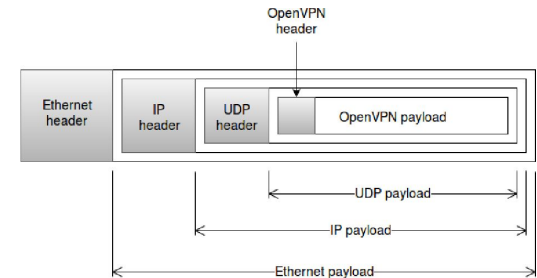 OpenVPN
header
Ethernet
header
IP
header
UDP
header
OpenVPN payload
UDP payload
IP payload
Ethernet payload